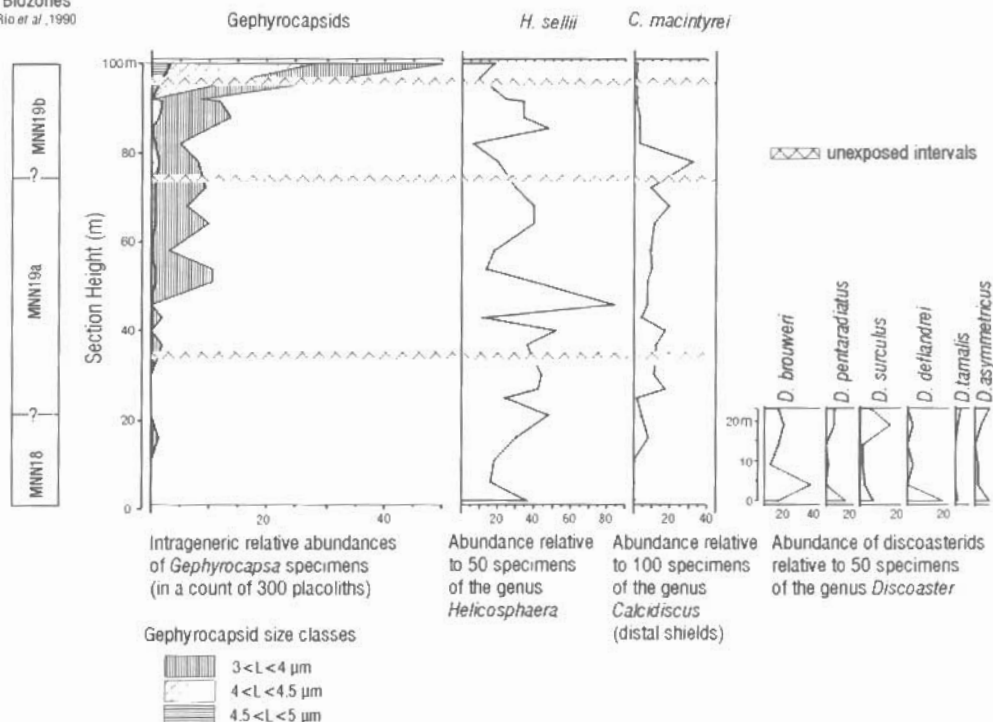 Biozones
Rio et al ,1990
Gephyrocapsids
H. sellii
C. macintyrei
MNN19b
?
MNN19a
?
MNN18
Section Height (m)
100 m
80
60
40
20
0
20
40
20
40
60
80
90
20
40
unexposed intervals
D. brouweri
D. pentaradiatus
D. surculus
D. deflandrei
D. tamalis
D. asymmetricus
20 m
10
0
20
40
20
20
20
20
Intrageneric relative abundances
of Gephyrocapsa specimens
(in a count of 300 placoliths)
Abundance relative
to 50 specimens
of the genus
Helicosphaera
Abundance relative
to 100 specimens
of the genus
Calcidiscus
(distal shields)
Abundance of discoasterids
relative to 50 specimens
of the genus Discoaster
Gephyrocapsid size classes
3<L<4 µm
4<L<4.5 µm
4.5<L<5 µm